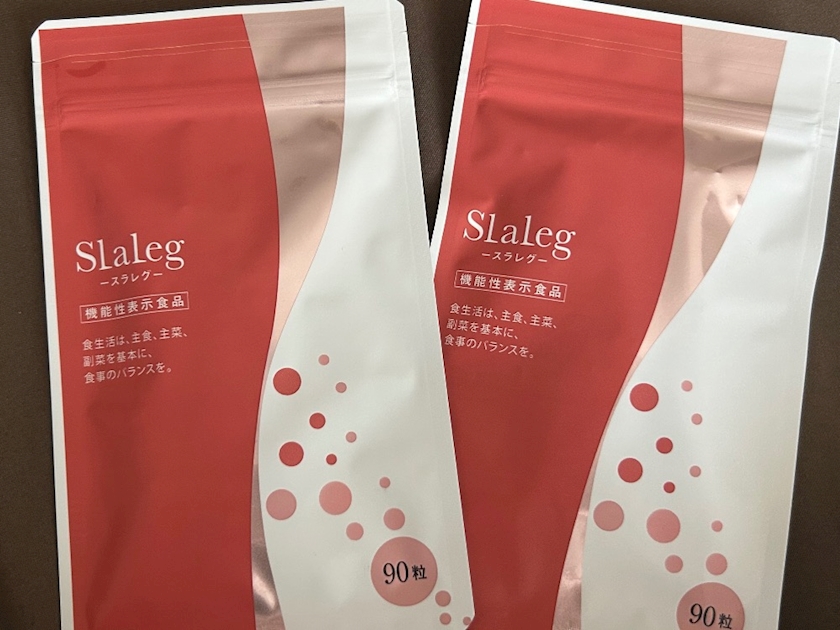 Slaleg
ースラレグー
機能性表示食品
食生活は、主食、主菜、
副菜を基本に、
食事のバランスを。
90粒
Slaleg
ースラレグー
機能性表示食品
食生活は、主食、主菜、
副菜を基本に、
食事のバランスを。
90粒